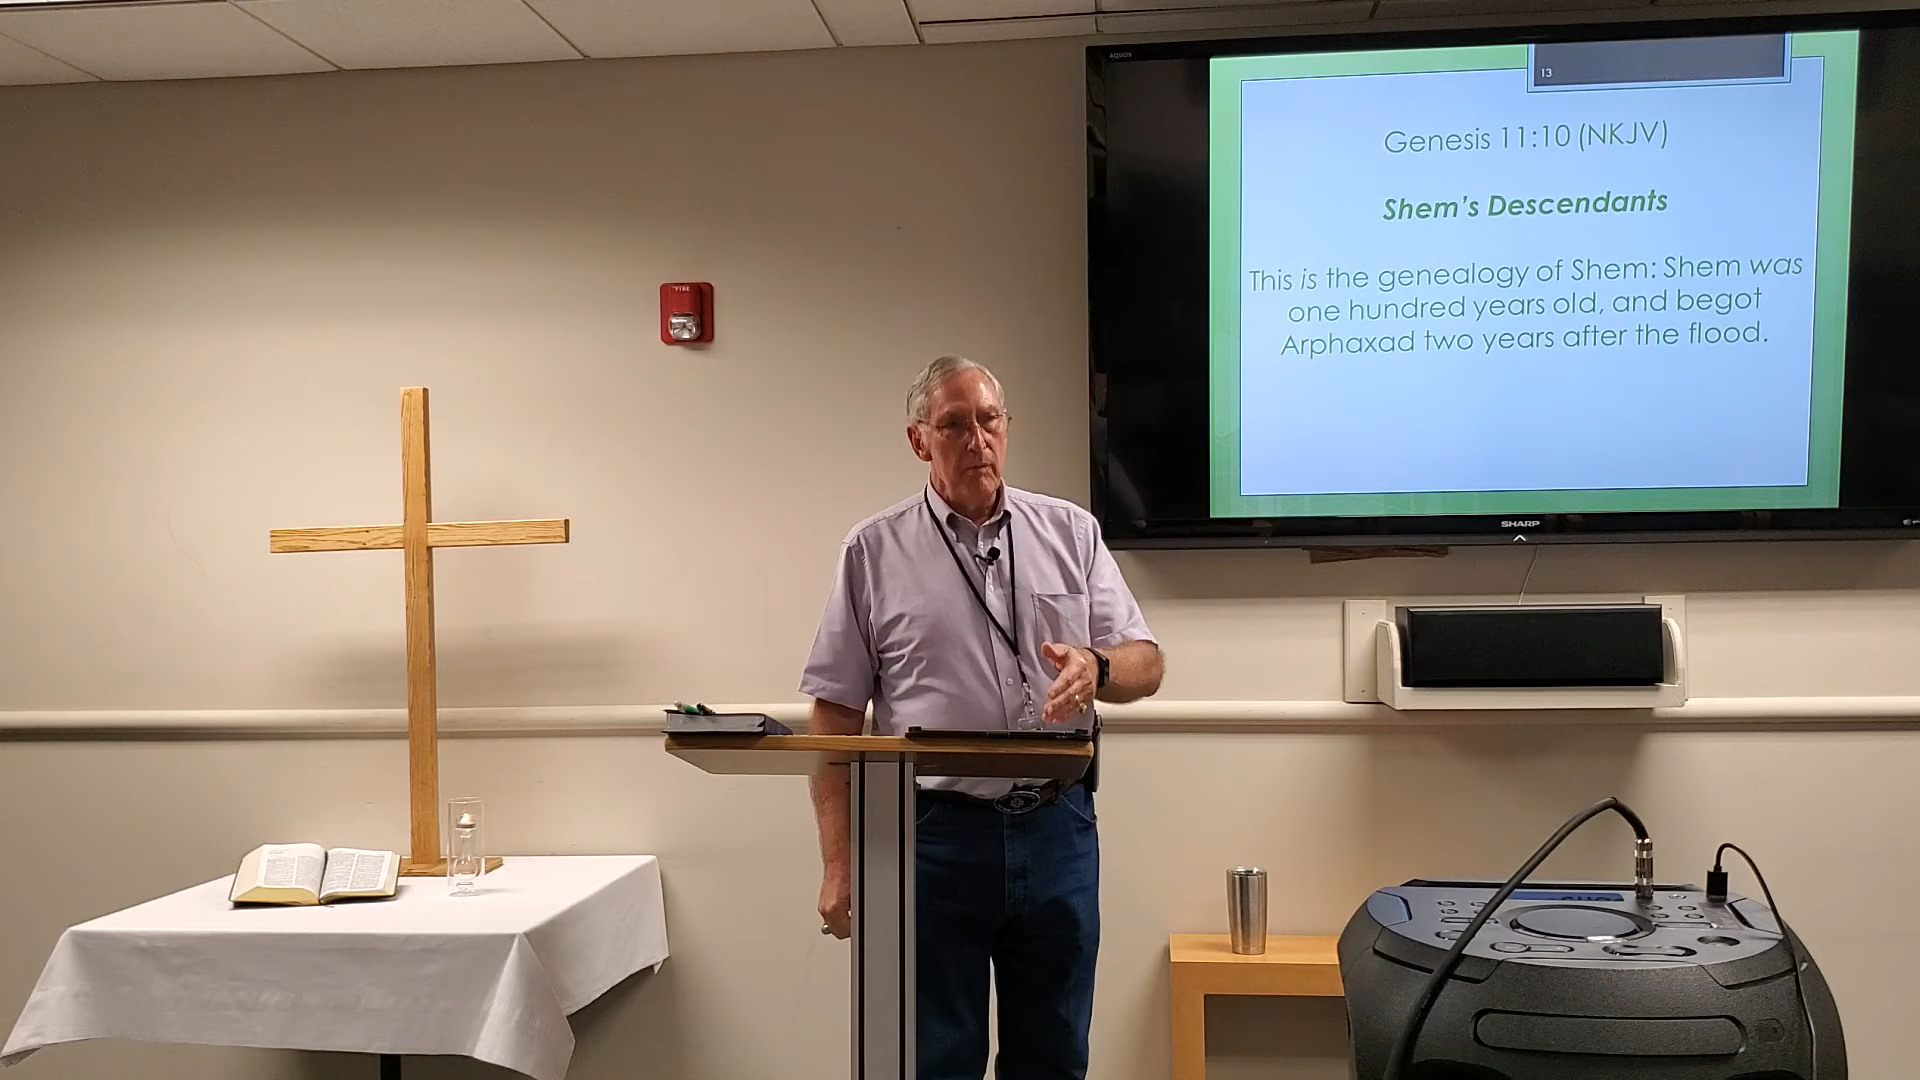 AQUOS
13
Genesis 11:10 (NKJV)
Shem's Descendants
This is the genealogy of Shem: Shem was
one hundred years old, and begot
Arphaxad two years after the flood.
SHARP
FIRE